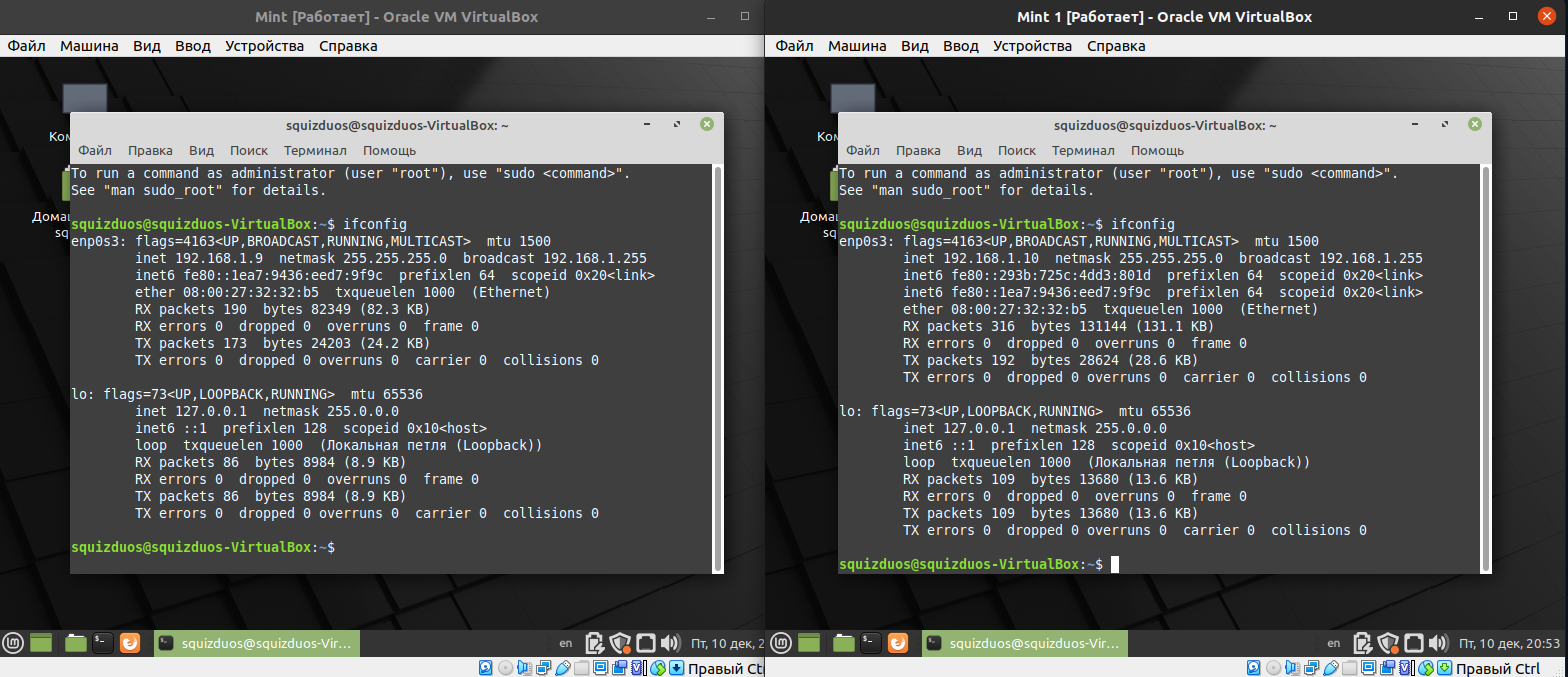 Mint [Работает] - Oracle VM VirtualBox
Файл Машина Вид Ввод Устройства Справка
squizduos@squizduos-VirtualBox: ~
Файл Правка Вид Поиск Терминал Помощь
To run a command as administrator (user "root"), use "sudo <command>".
See "man sudo_root" for details.
squizduos@squizduos-VirtualBox:~$ ifconfig
enp0s3: flags=4163<UP,BROADCAST,RUNNING,MULTICAST>  mtu 1500
inet 192.168.1.9  netmask 255.255.255.0  broadcast 192.168.1.255
inet6 fe80::1ea7:9436:eed7:9f9c  prefixlen 64  scopeid 0x20<link>
ether 08:00:27:32:32:b5  txqueuelen 1000  (Ethernet)
RX packets 190  bytes 82349 (82.3 KB)
RX errors 0  dropped 0  overruns 0  frame 0
TX packets 173  bytes 24203 (24.2 KB)
TX errors 0  dropped 0 overruns 0  carrier 0  collisions 0
lo: flags=73<UP,LOOPBACK,RUNNING>  mtu 65536
inet 127.0.0.1  netmask 255.0.0.0
inet6 ::1  prefixlen 128  scopeid 0x10<host>
loop  txqueuelen 1000  (Локальная петля (Loopback))
RX packets 86  bytes 8984 (8.9 KB)
RX errors 0  dropped 0  overruns 0  frame 0
TX packets 86  bytes 8984 (8.9 KB)
TX errors 0  dropped 0 overruns 0  carrier 0  collisions 0
squizduos@squizduos-VirtualBox:~$
Ком
Дома
sq
squizduos@squizduos-Vir...
en
Пт, 10 дек, 2
Правый Ctr
Mint 1 [Работает] - Oracle VM VirtualBox
Файл Машина Вид Ввод Устройства Справка
squizduos@squizduos-VirtualBox: ~
Файл Правка Вид Поиск Терминал Помощь
To run a command as administrator (user "root"), use "sudo <command>".
See "man sudo_root" for details.
squizduos@squizduos-VirtualBox:~$ ifconfig
enp0s3: flags=4163<UP,BROADCAST,RUNNING,MULTICAST>  mtu 1500
inet 192.168.1.10  netmask 255.255.255.0  broadcast 192.168.1.255
inet6 fe80::293b:725c:4dd3:801d  prefixlen 64  scopeid 0x20<link>
inet6 fe80::1ea7:9436:eed7:9f9c  prefixlen 64  scopeid 0x20<link>
ether 08:00:27:32:32:b5  txqueuelen 1000  (Ethernet)
RX packets 316  bytes 131144 (131.1 KB)
RX errors 0  dropped 0  overruns 0  frame 0
TX packets 192  bytes 28624 (28.6 KB)
TX errors 0  dropped 0 overruns 0  carrier 0  collisions 0
lo: flags=73<UP,LOOPBACK,RUNNING>  mtu 65536
inet 127.0.0.1  netmask 255.0.0.0
inet6 ::1  prefixlen 128  scopeid 0x10<host>
loop  txqueuelen 1000  (Локальная петля (Loopback))
RX packets 109  bytes 13680 (13.6 KB)
RX errors 0  dropped 0  overruns 0  frame 0
TX packets 109  bytes 13680 (13.6 KB)
TX errors 0  dropped 0 overruns 0  carrier 0  collisions 0
squizduos@squizduos-VirtualBox:~$
Ком
Дома
sq
squizduos@squizduos-Vir...
en
Пт, 10 дек, 20:53
Правый Ctrl